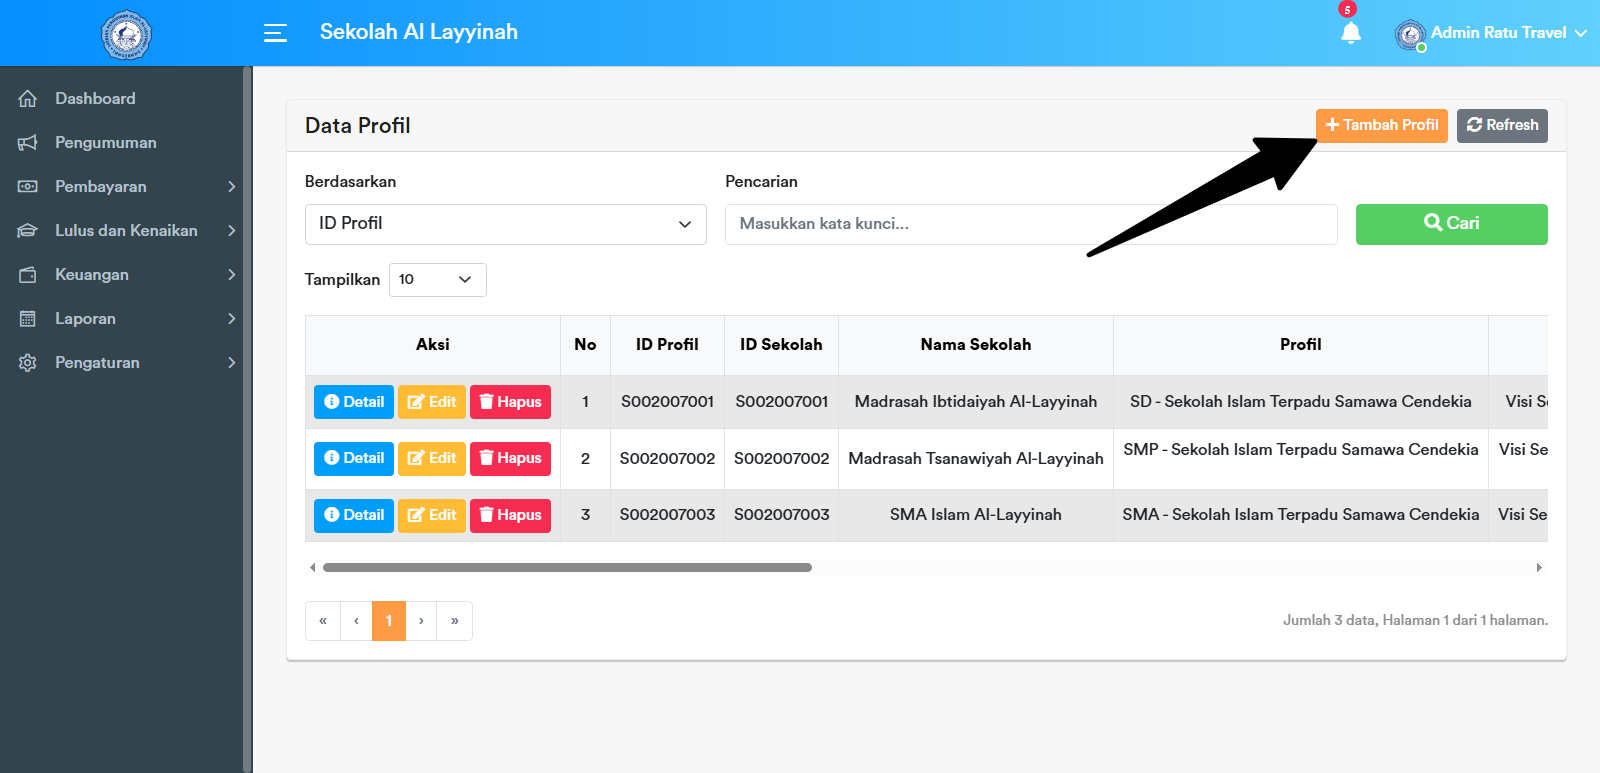 Sekolah Al Layyinah
5
Admin Ratu Travel
Dashboard
Pengumuman
Pembayaran
Lulus dan Kenaikan
Keuangan
Laporan
Pengaturan
Data Profil
Tambah Profil
Refresh
Berdasarkan
Pencarian
ID Profil
Masukkan kata kunci...
Cari
Tampilkan 10
Aksi No ID Profil ID Sekolah Nama Sekolah Profil
Detail Edit Hapus 1 S002007001 S002007001 Madrasah Ibtidaiyah Al-Layyinah SD - Sekolah Islam Terpadu Samawa Cendekia Visi S
Detail Edit Hapus 2 S002007002 S002007002 Madrasah Tsanawiyah Al-Layyinah SMP - Sekolah Islam Terpadu Samawa Cendekia Visi Se
Detail Edit Hapus 3 S002007003 S002007003 SMA Islam Al-Layyinah SMA - Sekolah Islam Terpadu Samawa Cendekia Visi Se
« ‹ 1 › »
Jumlah 3 data, Halaman 1 dari 1 halaman.